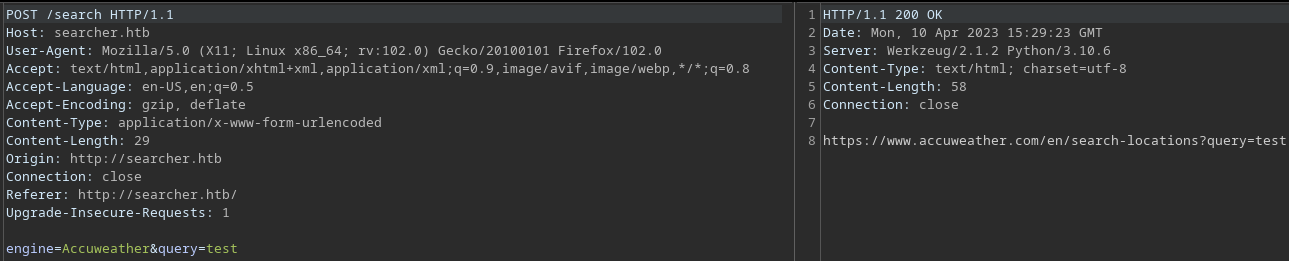 POST /search HTTP/1.1
Host: searcher.htb
User-Agent: Mozilla/5.0 (X11; Linux x86_64; rv:102.0) Gecko/20100101 Firefox/102.0
Accept: text/html,application/xhtml+xml,application/xml;q=0.9,image/avif,image/webp,*/*;q=0.8
Accept-Language: en-US,en;q=0.5
Accept-Encoding: gzip, deflate
Content-Type: application/x-www-form-urlencoded
Content-Length: 29
Origin: http://searcher.htb
Connection: close
Referer: http://searcher.htb/
Upgrade-Insecure-Requests: 1
engine=Accuweather&query=test
1 HTTP/1.1 200 OK
2 Date: Mon, 10 Apr 2023 15:29:23 GMT
3 Server: Werkzeug/2.1.2 Python/3.10.6
4 Content-Type: text/html; charset=utf-8
5 Content-Length: 58
6 Connection: close
7
8 https://www.accuweather.com/en/search-locations?query=test